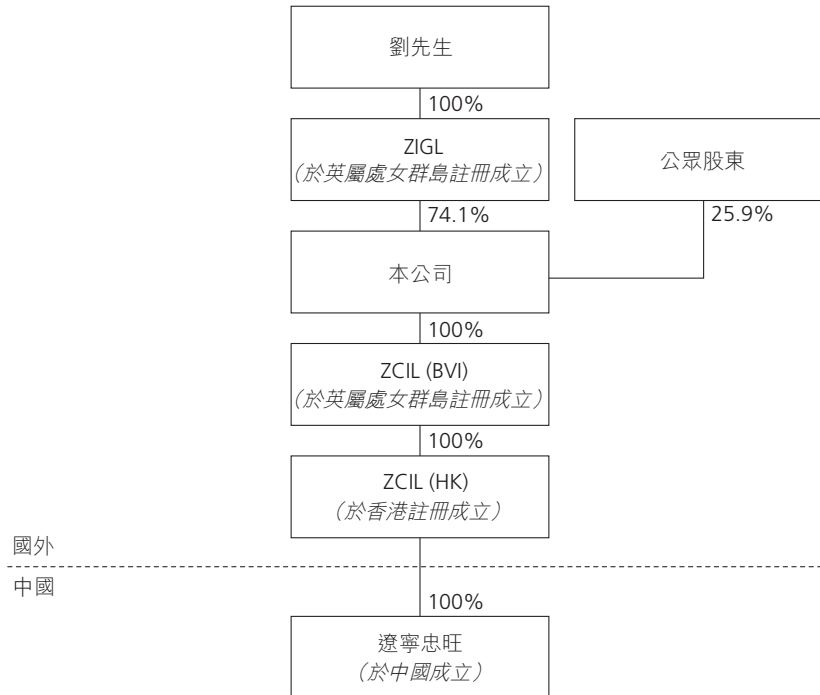 劉先生
100%
ZIGL
（於英屬處女群島註冊成立）
公眾股東
74.1%
25.9%
本公司
100%
ZCIL (BVI)
（於英屬處女群島註冊成立）
100%
ZCIL (HK)
（於香港註冊成立）
國外
中國
100%
遼寧忠旺
（於中國成立）